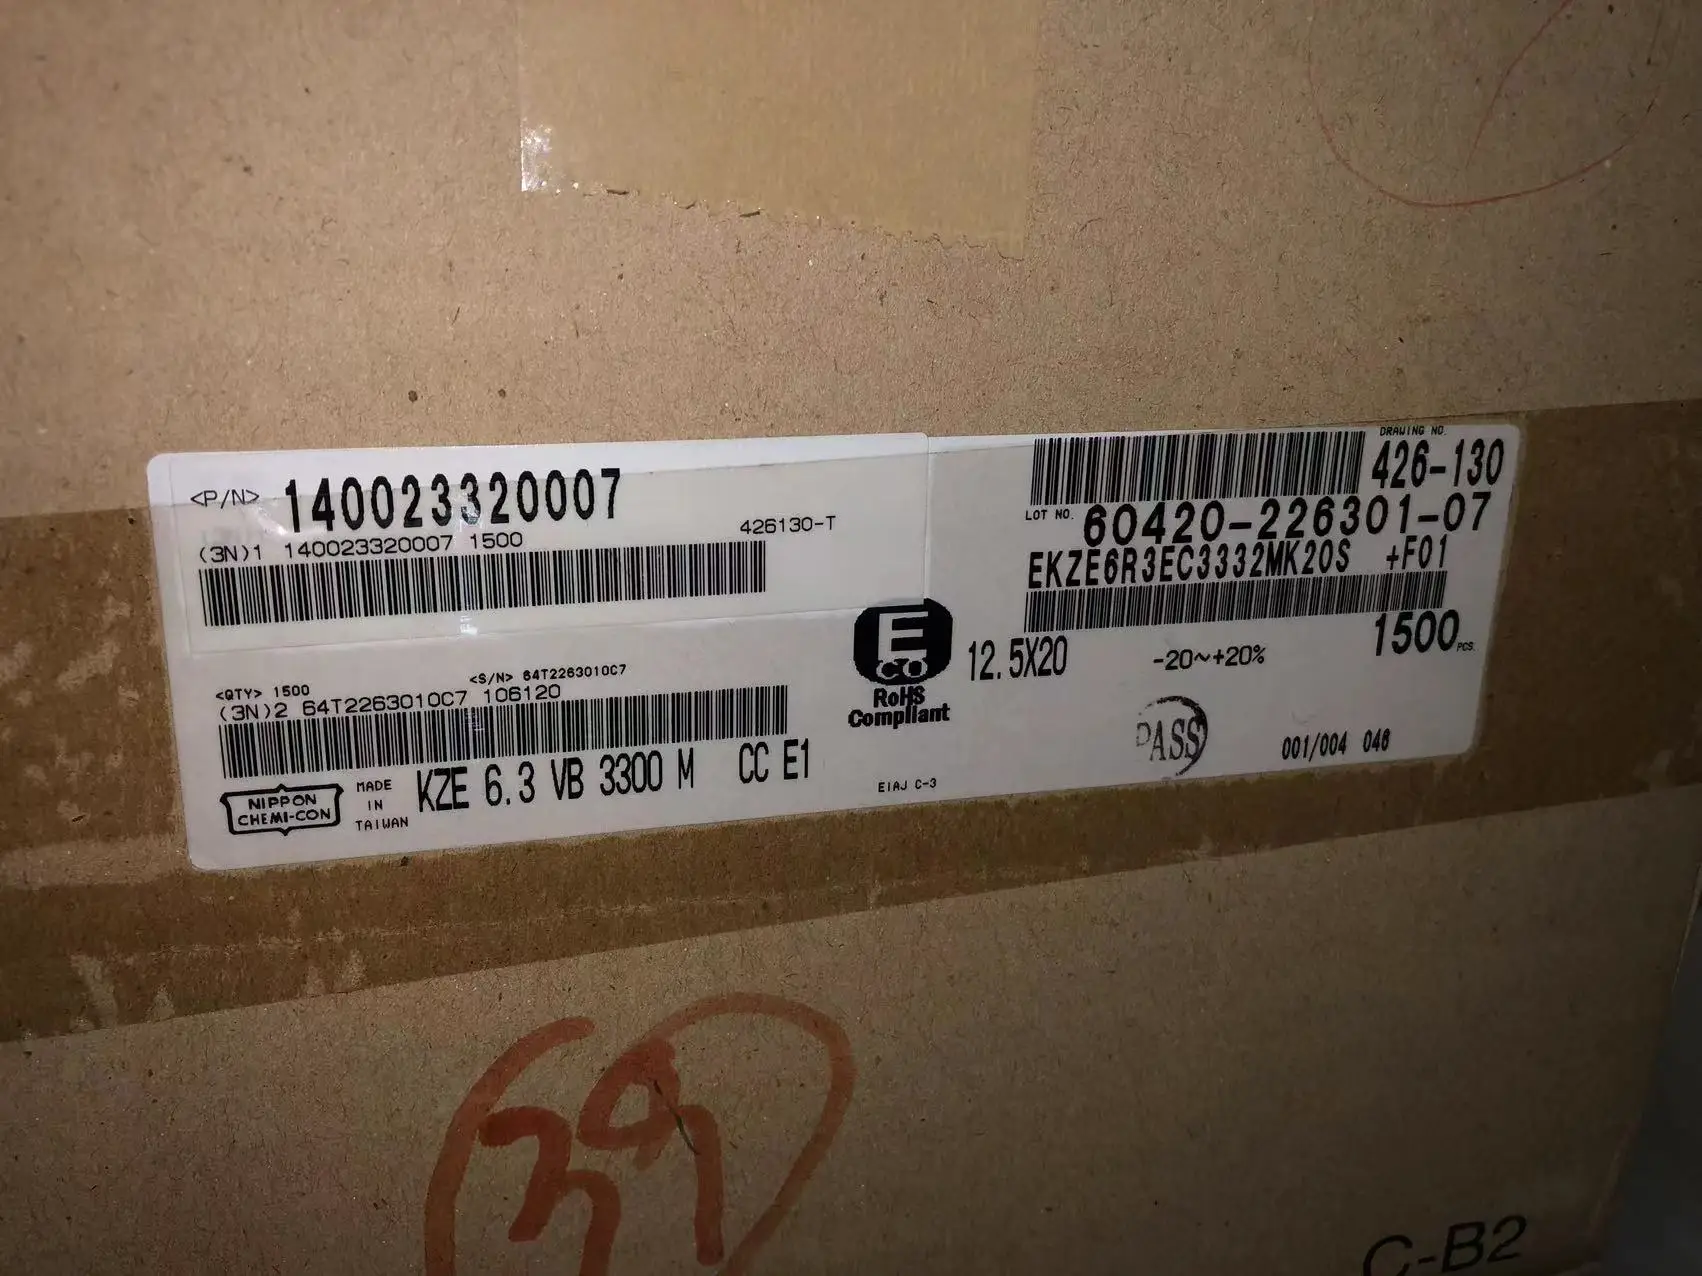 <P/N> 140023320007
(3N)1 140023320007 1500 426130-T
<QTY> 1500 <S/N> 64T2263010C7
(3N)2 64T2263010C7 106120
NIPPON
CHEMI-CON
MADE
IN
TAIWAN
KZE 6.3 VB 3300 M CC E1
E
CO
RoHS
Compliant
EIAJ C-3
DRAWING NO.
426-130
LOT NO. 60420-226301-07
EKZE6R3EC3332MK20S +F01
12.5X20 -20~+20% 1500 PCS.
PASS
001/004 046
39
C-B2